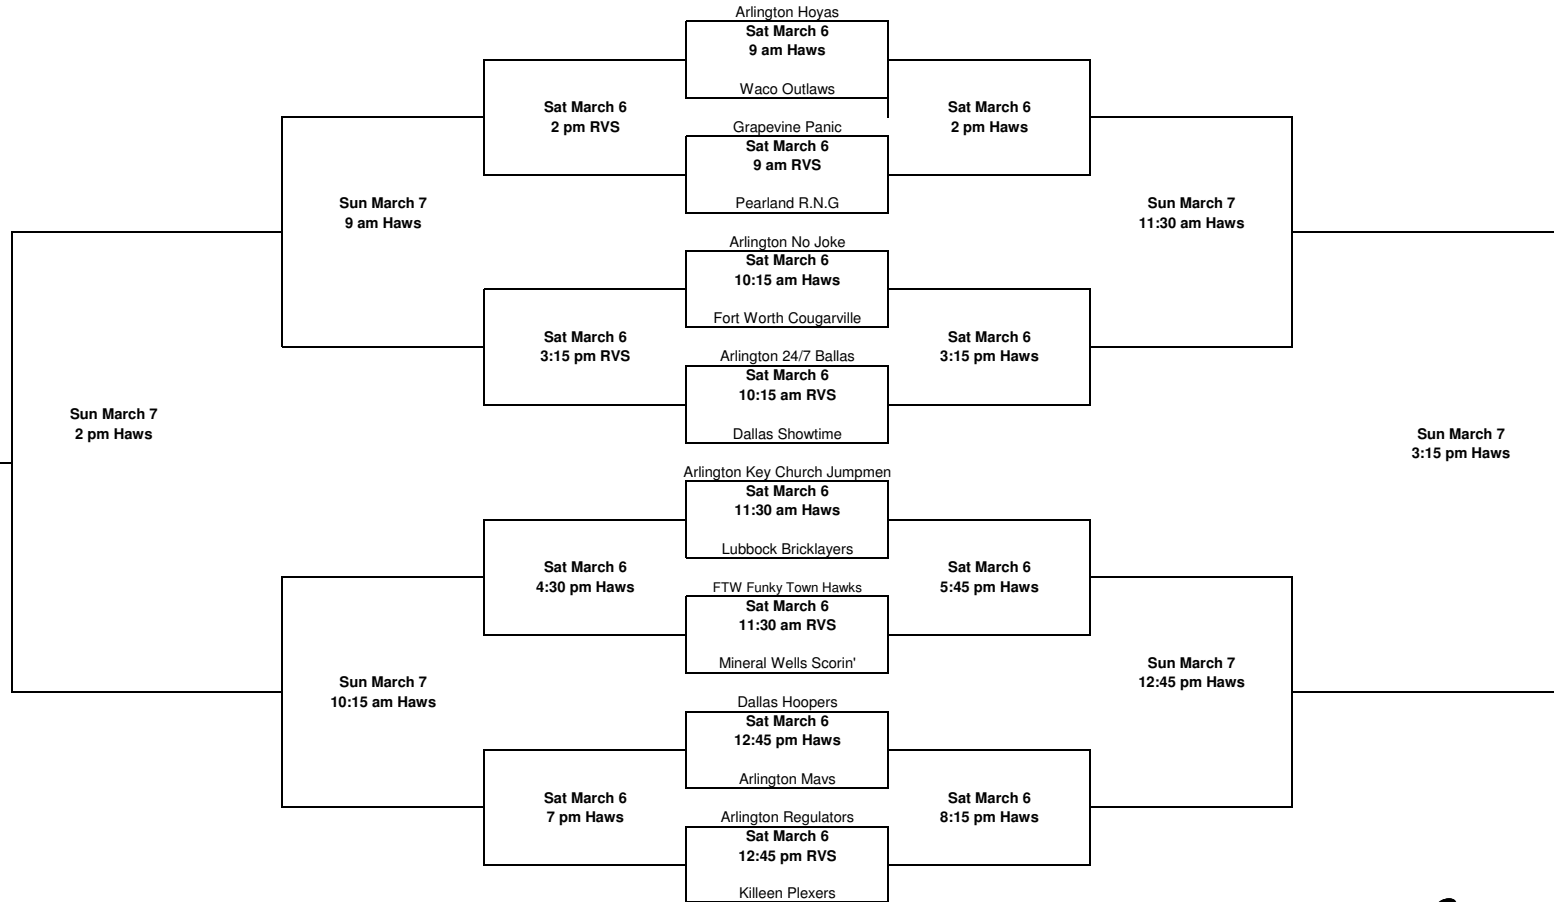 Arlington Hoyas
Sat March 6
9 am Haws
Waco Outlaws
Sat March 6
2 pm RVS
Sat March 6
2 pm Haws
Grapevine Panic
Sat March 6
9 am RVS
Pearland R.N.G
Sun March 7
9 am Haws
Sun March 7
11:30 am Haws
Arlington No Joke
Sat March 6
10:15 am Haws
Fort Worth Cougarville
Sat March 6
3:15 pm RVS
Sat March 6
3:15 pm Haws
Arlington 24/7 Ballas
Sat March 6
10:15 am RVS
Dallas Showtime
Sun March 7
2 pm Haws
Sun March 7
3:15 pm Haws
Arlington Key Church Jumpmen
Sat March 6
11:30 am Haws
Lubbock Bricklayers
Sat March 6
4:30 pm Haws
Sat March 6
5:45 pm Haws
FTW Funky Town Hawks
Sat March 6
11:30 am RVS
Mineral Wells Scorin'
Sun March 7
10:15 am Haws
Sun March 7
12:45 pm Haws
Dallas Hoopers
Sat March 6
12:45 pm Haws
Arlington Mavs
Sat March 6
7 pm Haws
Sat March 6
8:15 pm Haws
Arlington Regulators
Sat March 6
12:45 pm RVS
Killeen Plexers